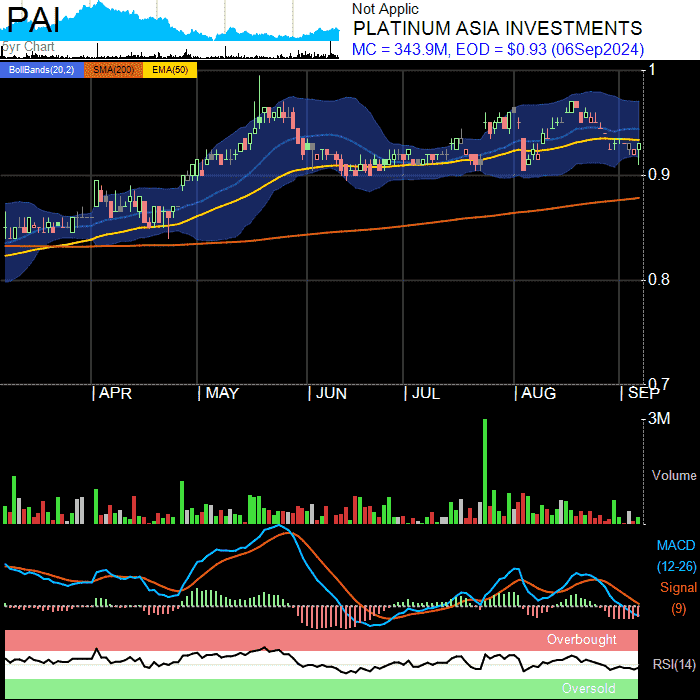 PAI
5yr Chart
Not Applic
PLATINUM ASIA INVESTMENTS
MC = 343.9M, EOD = $0.93 (06Sep2024)
BollBands(20,2) SMA(200) EMA(50)
1
0.9
0.8
0.7
APR MAY JUN JUL AUG SEP
3M
Volume
MACD
(12-26)
Signal
(9)
Overbought
RSI(14)
Oversold